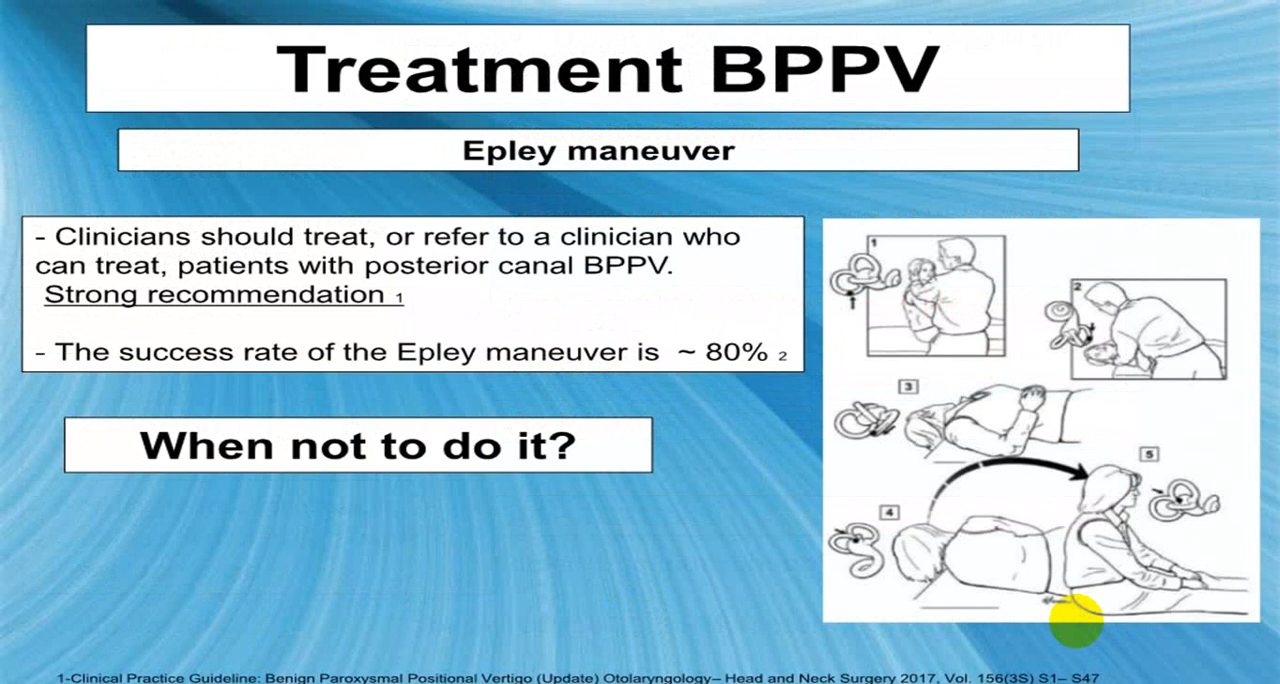 Treatment BPPV
Epley maneuver
- Clinicians should treat, or refer to a clinician who
can treat, patients with posterior canal BPPV.
Strong recommendation 1
- The success rate of the Epley maneuver is ~ 80% 2
When not to do it?
1
2
3
5
4
1-Clinical Practice Guideline: Benign Paroxysmal Positional Vertigo (Update) Otolaryngology– Head and Neck Surgery 2017, Vol. 156(3S) S1– S47